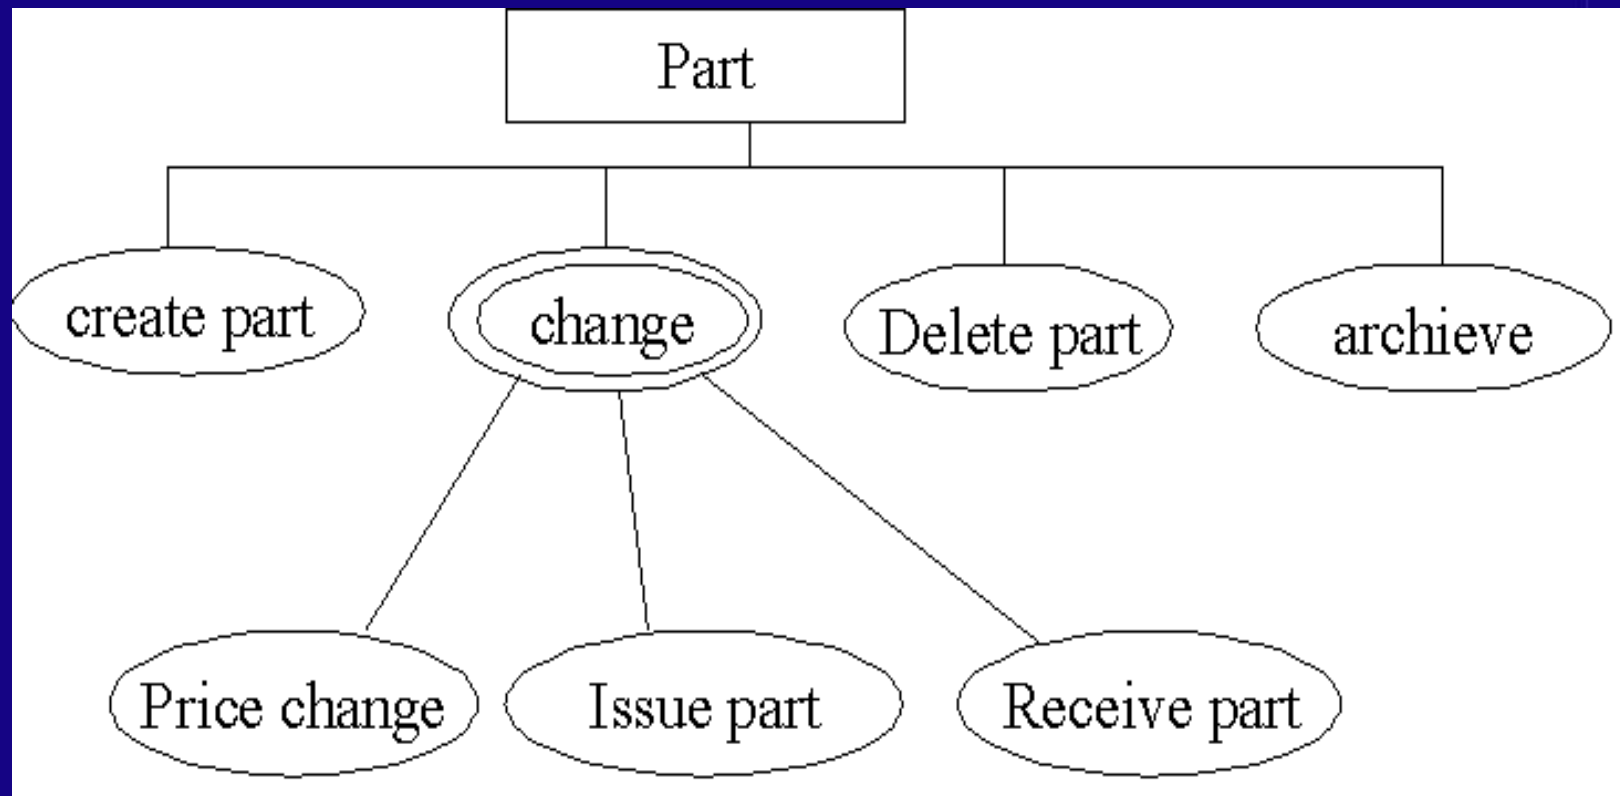 Part
create part
change
Delete part
archieve
Price change
Issue part
Receive part